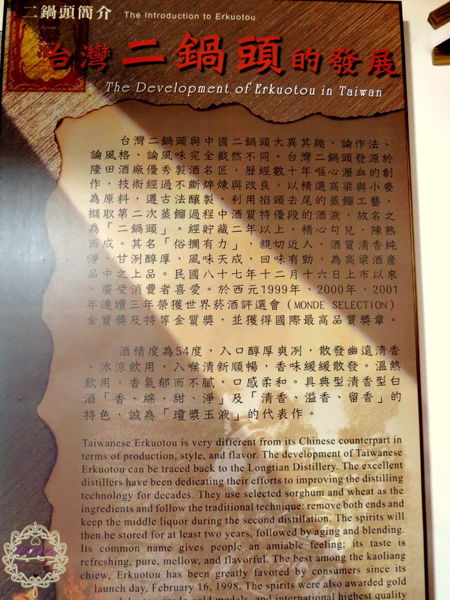 二鍋頭簡介 The Introduction to Erkuotou
台灣二鍋頭的發展
The Development of Erkuotou in Taiwan
台灣二鍋頭與中國二鍋頭大異其趣，論作法、
論風格、論風味完全截然不同。台灣二鍋頭發源於
隆田酒廠優秀製酒名匠，歷經數十年嘔心瀝血的創
作，技術經過不斷焠煉與改良，以精選高粱與小麥
為原料，遵古法釀製，利用掐頭去尾的蒸餾工藝，
擷取第二次蒸餾過程中酒質特優段的酒液，故名之
為「二鍋頭」。經貯藏二年以上，精心勾兌，陳熟
而成。其名「俗擱有力」，親切近人，酒質清香純
淨，甘洌醇厚，風味天成，回味有勁，為高粱酒產
品中之上品。民國八十七年十二月十六日上市以來
，廣受消費者喜愛。於西元1999年、2000年、2001
年連續三年榮獲世界菸酒評選會（MONDE SELECTION）
金質獎及特等金質獎，並獲得國際最高品質獎章。
酒精度為54度，入口醇厚爽冽，散發幽遠清香
。冰涼飲用，入喉清新順暢，香味緩緩散發。溫熱
飲用，香氣郁而不膩，口感柔和。具典型清香型白
酒「香、綿、甜、淨」及「清香、溢香、留香」的
特色，誠為「瓊漿玉液」的代表作。
Taiwanese Erkuotou is very different from its Chinese counterpart in
terms of production, style, and flavor. The development of Taiwanese
Erkuotou can be traced back to the Longtian Distillery. The excellent
distillers have been dedicating their efforts to improving the distilling
technology for decades. They use selected sorghum and wheat as the
ingredients and follow the traditional technique: remove both ends and
keep the middle liquor during the second distillation. The spirits will
then be stored for at least two years, followed by aging and blending.
Its common name gives people an amiable feeling; its taste is
refreshing, pure, mellow, and flavorful. The best among the kaoliang
chiew, Erkuotou has been greatly favored by consumers since its
launch day, February 16, 1998. The spirits were also awarded gold
international highest quality